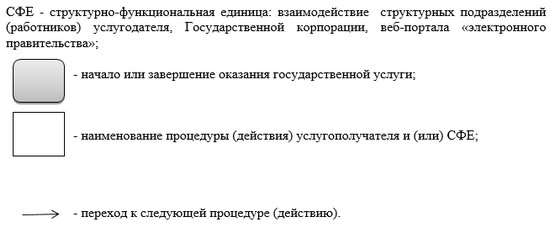 СФЕ - структурно-функциональная единица: взаимодействие структурных подразделений
(работников) услугодателя, Государственной корпорации, веб-портала «электронного
правительства»;
- начало или завершение оказания государственной услуги;
- наименование процедуры (действия) услугополучателя и (или) СФЕ;
- переход к следующей процедуре (действию).